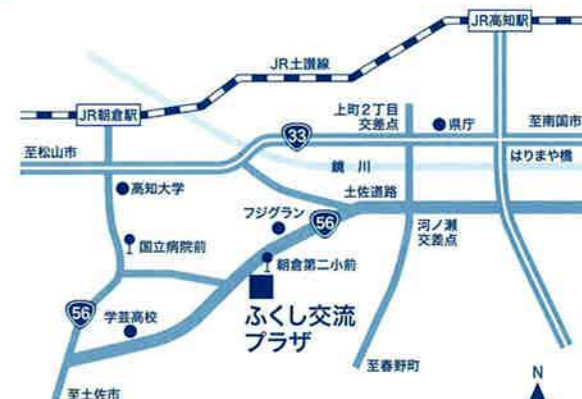 JR高知駅
JR土讃線
JR朝倉駅
上町2丁目
交差点
県庁
至南国市
33
至松山市
鏡 川
はりまや橋
高知大学
土佐道路
フジグラン
56
河ノ瀬
交差点
国立病院前
朝倉第二小前
56
学芸高校
ふくし交流
プラザ
至春野町
N
至土佐市